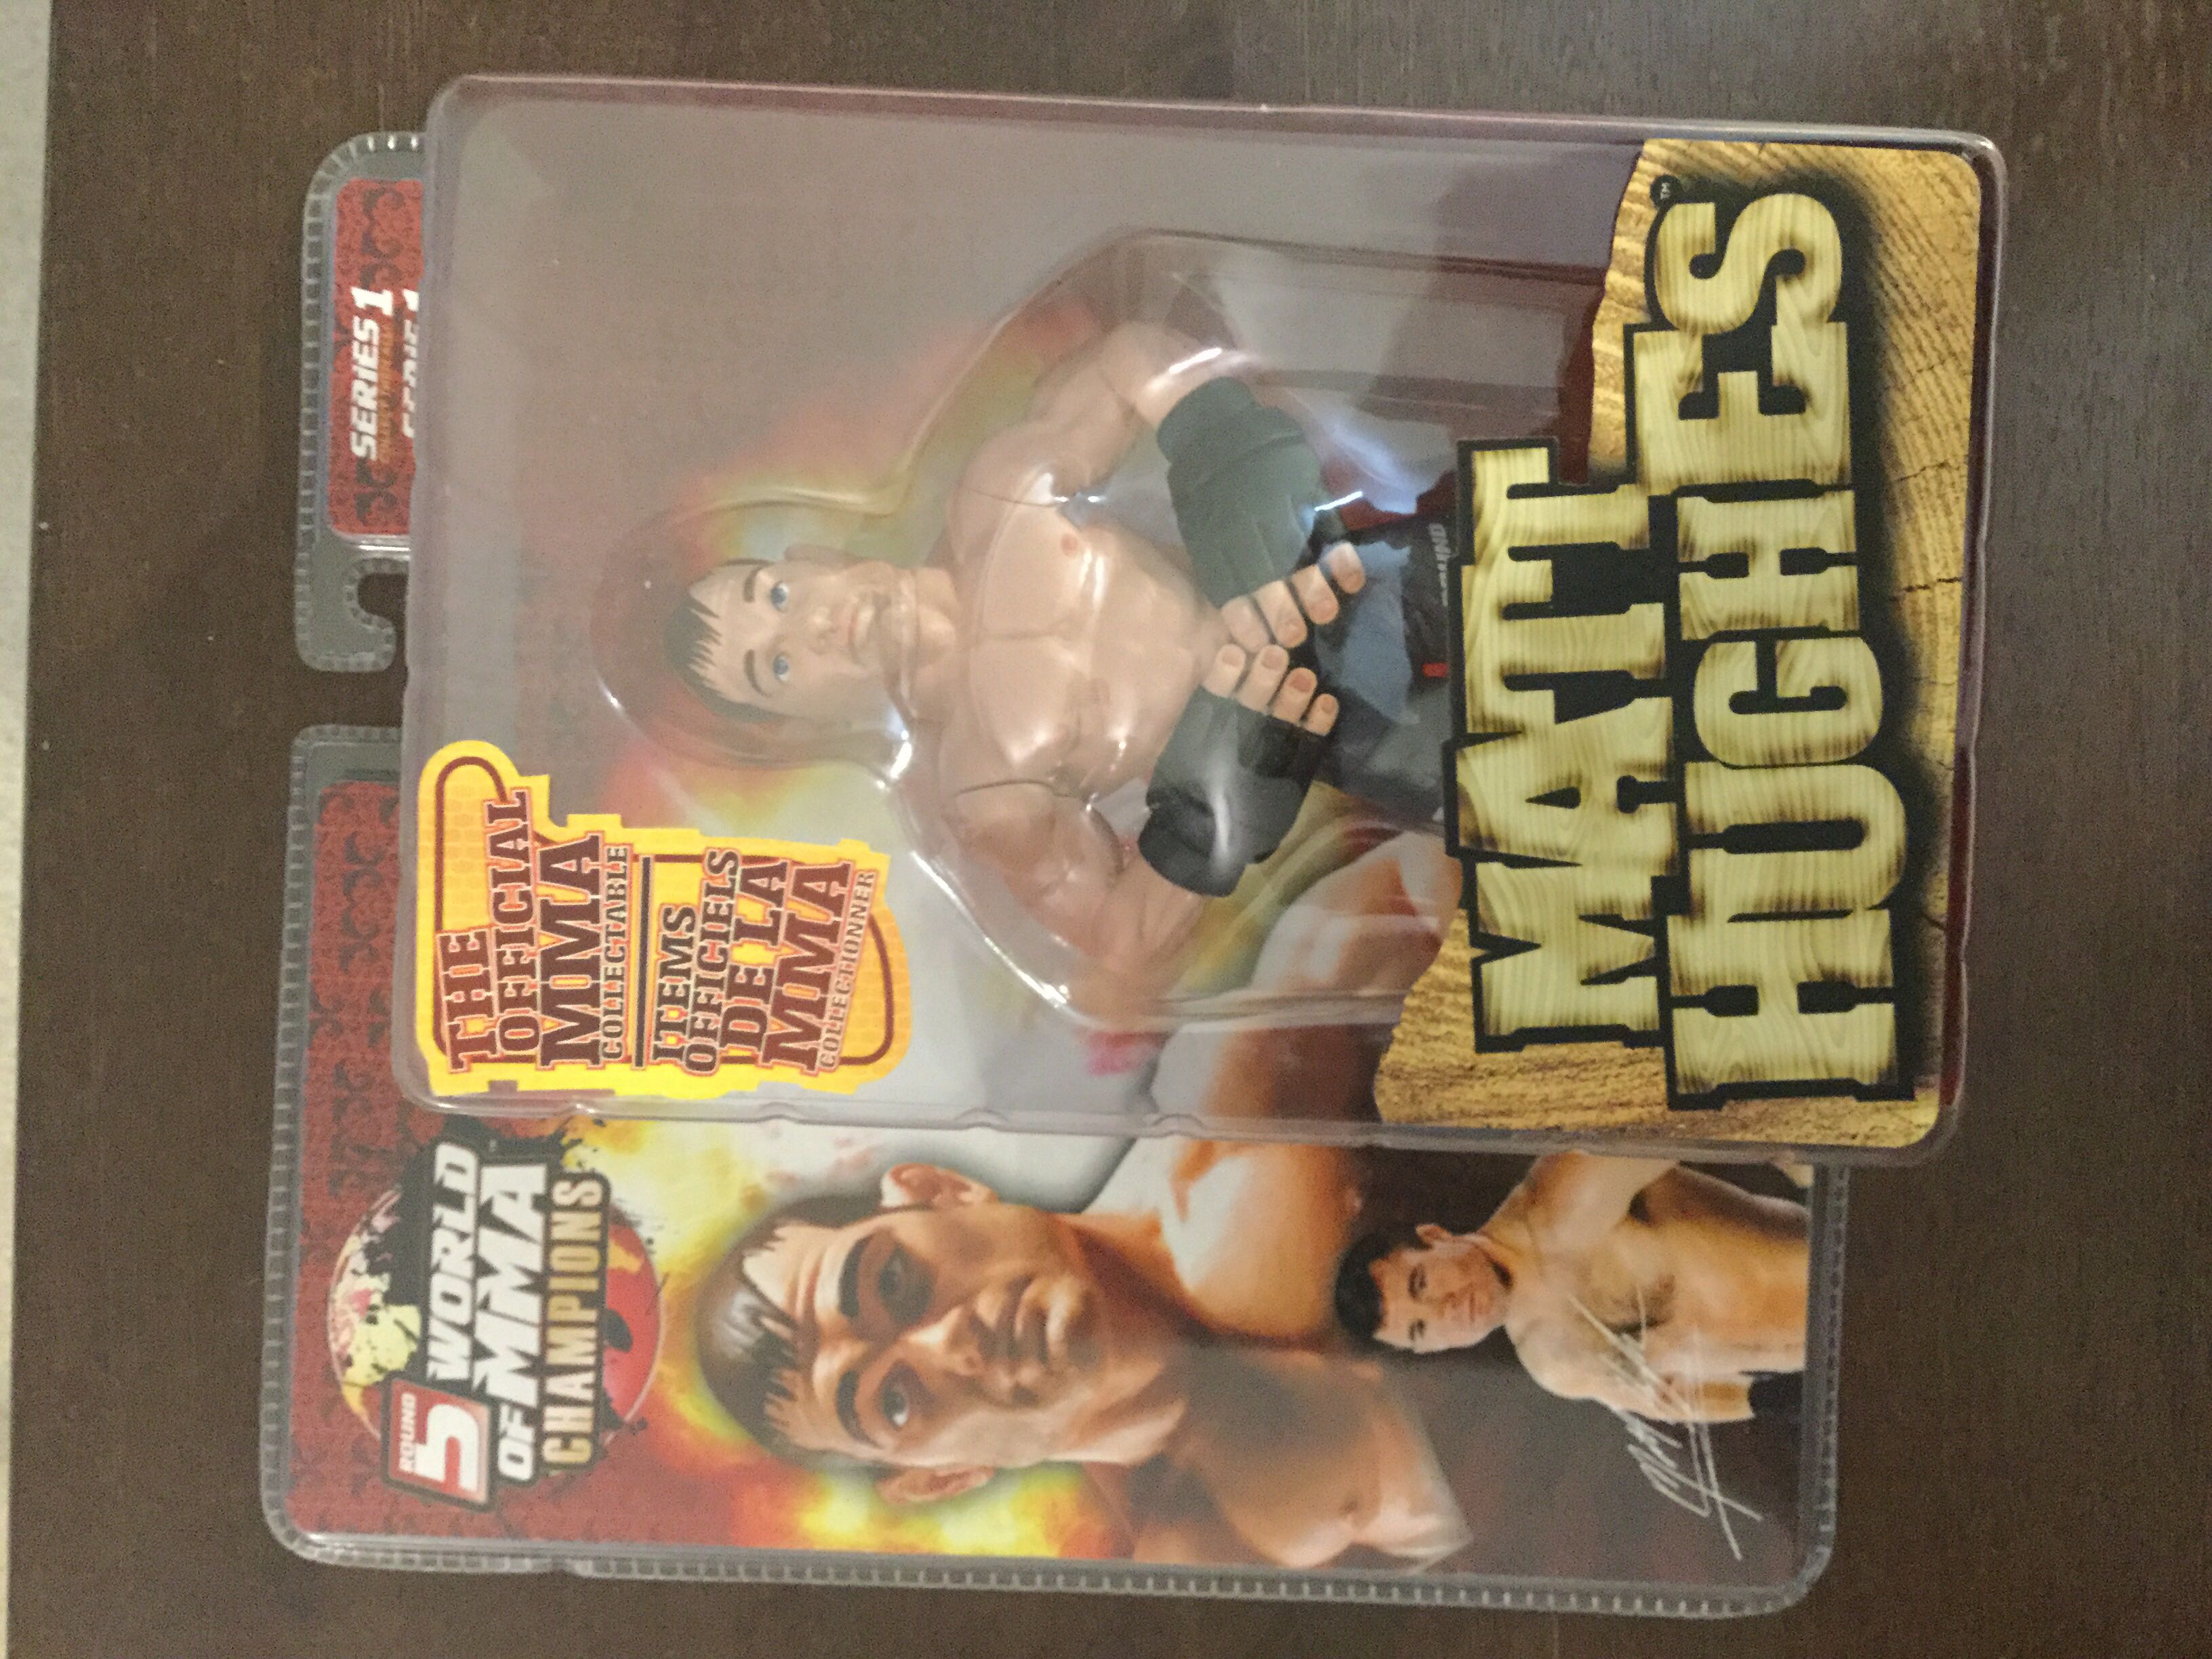 SERIES 1
ROUND
5
WORLD
OF MMA
CHAMPIONS
THE
OFFICIAL
MMA
COLLECTABLE
ITEMS
OFFICIELS
DE LA
MMA
COLLECTIONNER
MATT
HUGHES™